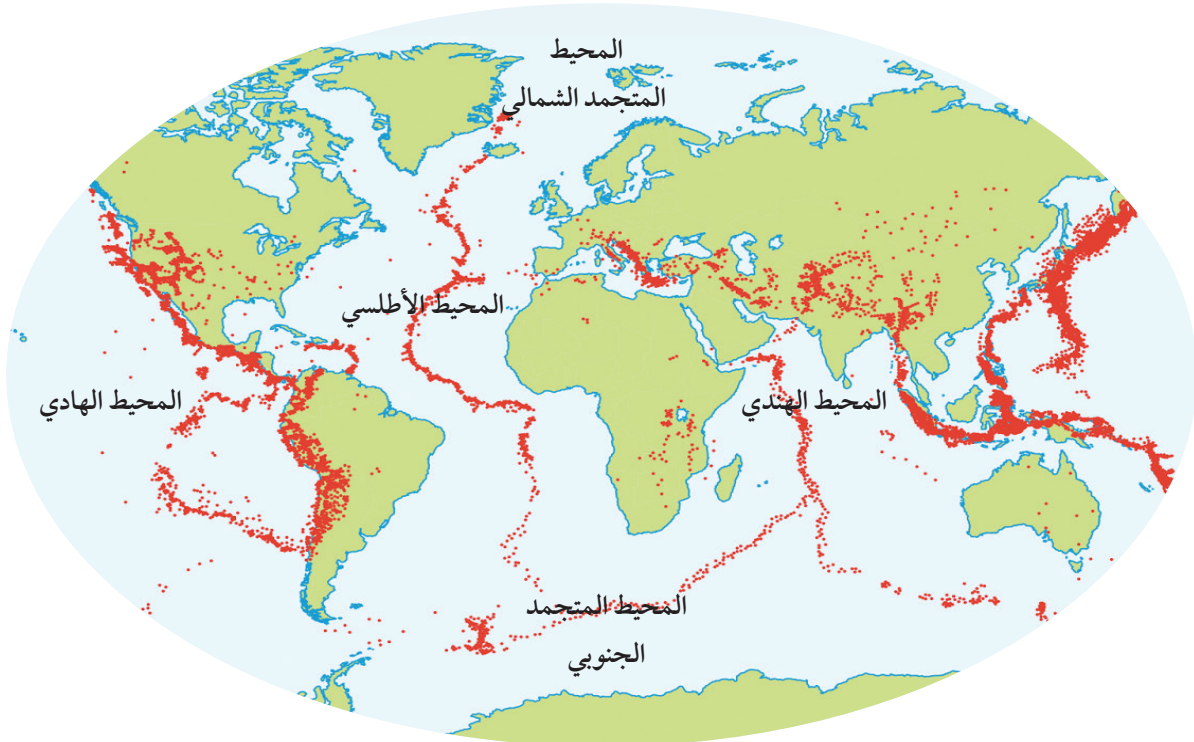 المحيط
المتجمد الشمالي
المحيط الأطلسي
المحيط الهادي
المحيط الهندي
المحيط المتجمد
الجنوبي